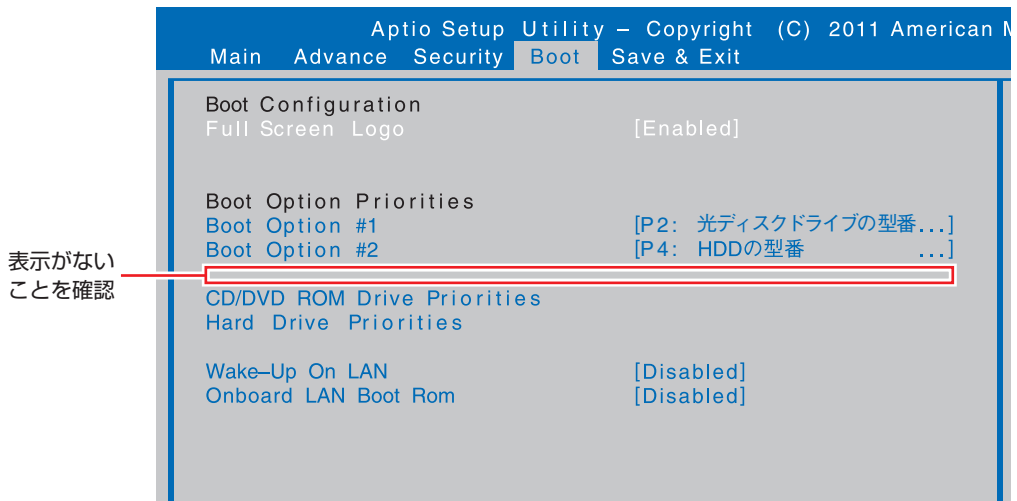 Aptio Setup Utility – Copyright (C) 2011 American
Main Advance Security Boot Save & Exit
Boot Configuration
Full Screen Logo [Enabled]
Boot Option Priorities
Boot Option #1 [P2: 光ディスクドライブの型番...]
Boot Option #2 [P4: HDDの型番 ...]
表示がない
ことを確認
CD/DVD ROM Drive Priorities
Hard Drive Priorities
Wake–Up On LAN [Disabled]
Onboard LAN Boot Rom [Disabled]